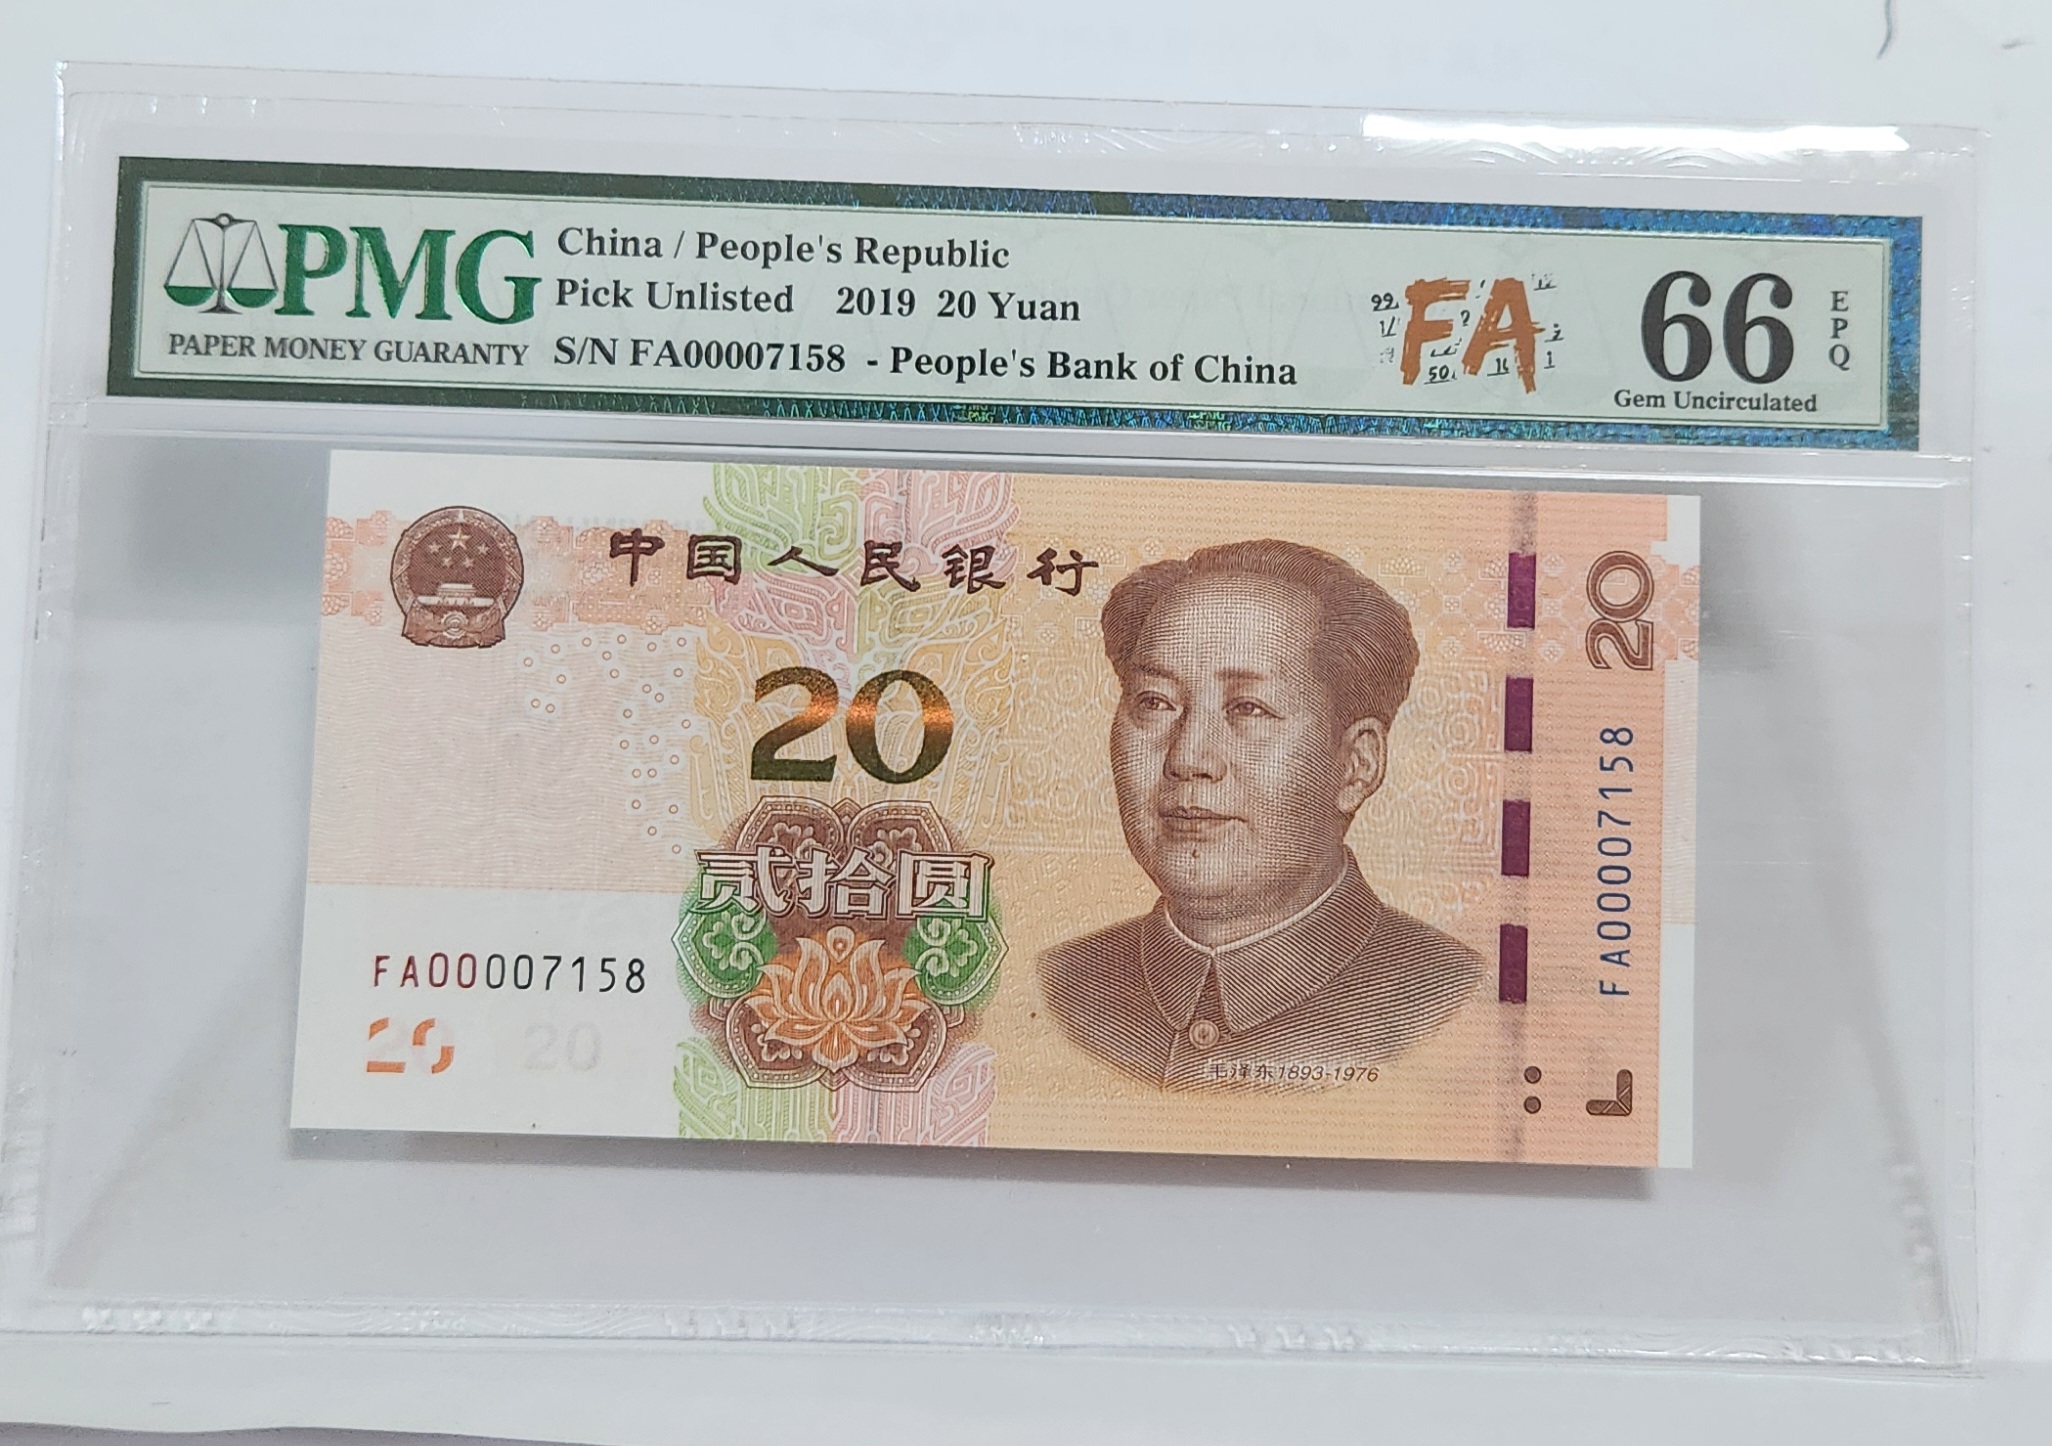 PMG
PAPER MONEY GUARANTY
China / People's Republic
Pick Unlisted 2019 20 Yuan
S/N FA00007158 - People's Bank of China
FA
99
50
66
EPQ
Gem Uncirculated
中国人民银行
20
贰拾圆
FA00007158
20
20
毛泽东1893-1976
20
FA00007158